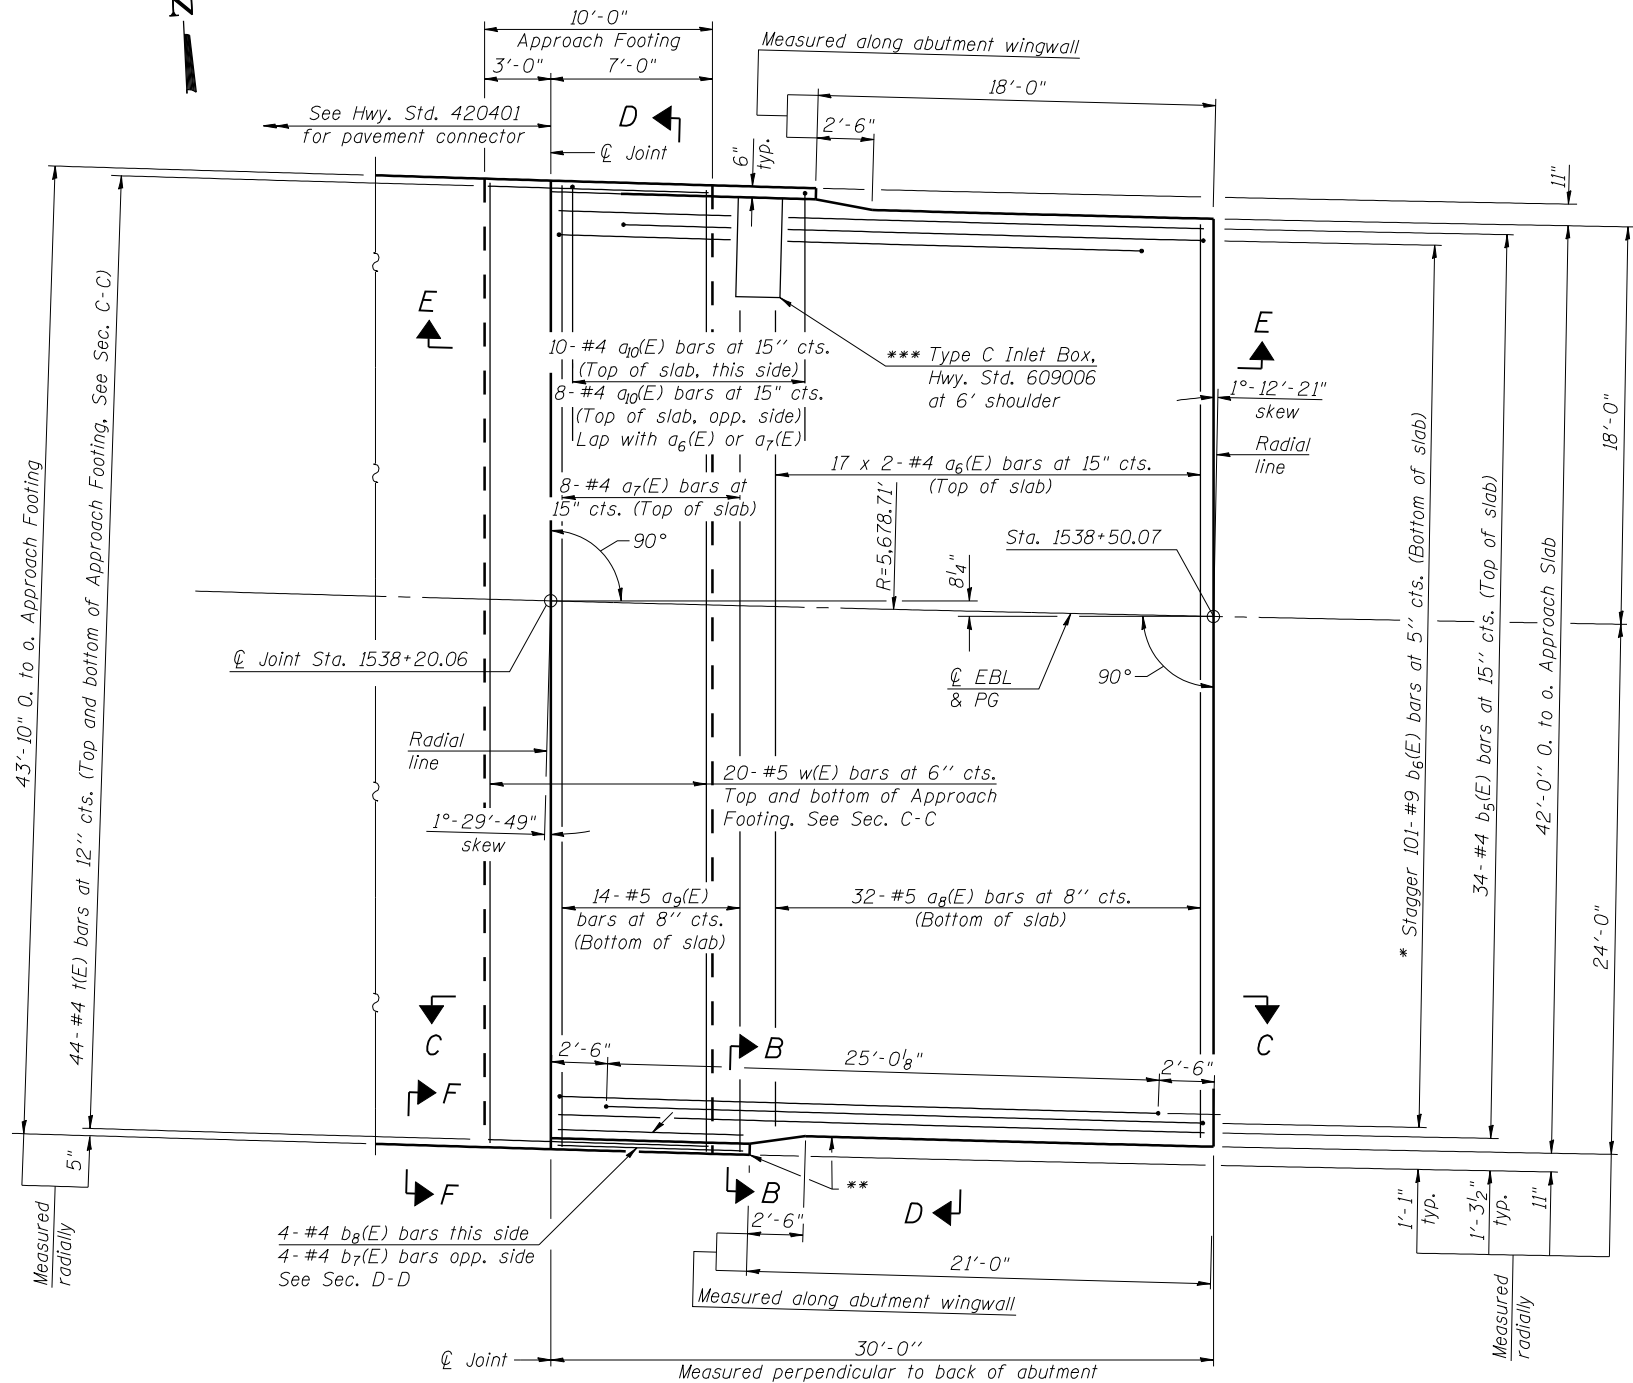 N
10'-0"
Approach Footing
3'-0"
7'-0"
See Hwy. Std. 420401
for pavement connector
D
℄ Joint
6"
typ.
Measured along abutment wingwall
18'-0"
2'-6"
11"
E
10-#4 a10(E) bars at 15" cts.
(Top of slab, this side)
8-#4 a10(E) bars at 15" cts.
(Top of slab, opp. side)
Lap with a6(E) or a7(E)
*** Type C Inlet Box,
Hwy. Std. 609006
at 6' shoulder
E
1°-12'-21"
skew
Radial
line
18'-0"
17 x 2-#4 a6(E) bars at 15" cts.
(Top of slab)
8-#4 a7(E) bars at
15" cts. (Top of slab)
90°
R=5,678.71'
8¼"
Sta. 1538+50.07
43'-10" O. to o. Approach Footing
44-#4 t(E) bars at 12" cts. (Top and bottom of Approach Footing, See Sec. C-C)
* Stagger 101-#9 b6(E) bars at 5" cts. (Bottom of slab)
34-#4 b5(E) bars at 15" cts. (Top of slab)
42'-0" O. to o. Approach Slab
℄ Joint Sta. 1538+20.06
℄ EBL
& PG
90°
Radial
line
20-#5 w(E) bars at 6" cts.
Top and bottom of Approach
Footing. See Sec. C-C
1°-29'-49"
skew
14-#5 a9(E)
bars at 8" cts.
(Bottom of slab)
32-#5 a8(E) bars at 8" cts.
(Bottom of slab)
24'-0"
C
C
2'-6"
B
25'-0⅛"
2'-6"
F
5"
Measured
radially
F
B
**
D
1'-1"
typ.
1'-3½"
typ.
11"
Measured
radially
4-#4 b8(E) bars this side
4-#4 b7(E) bars opp. side
See Sec. D-D
2'-6"
21'-0"
Measured along abutment wingwall
℄ Joint
30'-0"
Measured perpendicular to back of abutment